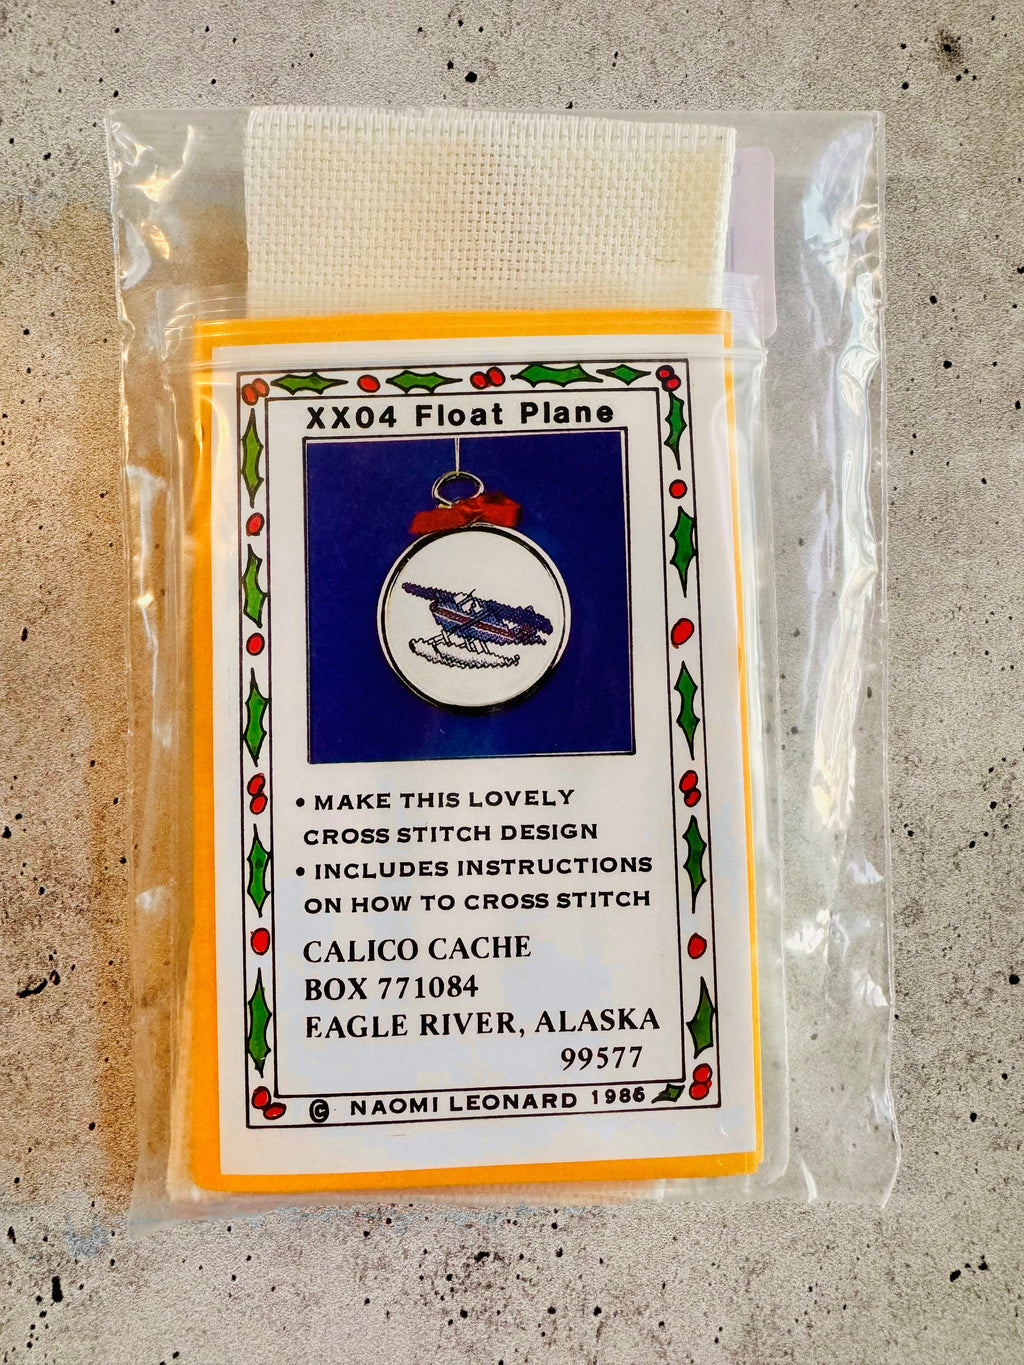 XX04 Float Plane
• MAKE THIS LOVELY
CROSS STITCH DESIGN
• INCLUDES INSTRUCTIONS
ON HOW TO CROSS STITCH
CALICO CACHE
BOX 771084
EAGLE RIVER, ALASKA
99577
© NAOMI LEONARD 1986